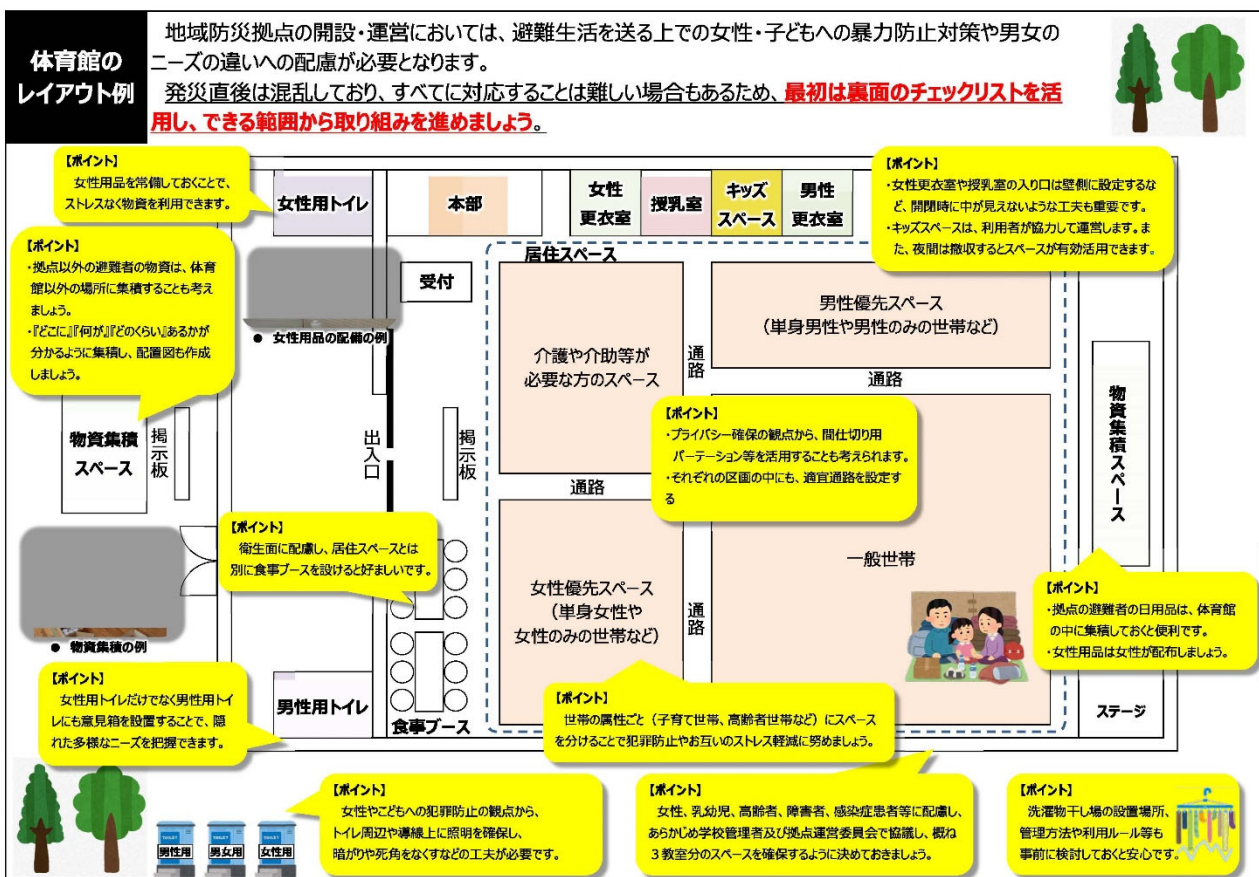 体育館の
レイアウト例
地域防災拠点の開設・運営においては、避難生活を送る上での女性・子どもへの暴力防止対策や男女の
ニーズの違いへの配慮が必要となります。
発災直後は混乱しており、すべてに対応することは難しい場合もあるため、最初は裏面のチェックリストを活
用し、できる範囲から取り組みを進めましょう。
【ポイント】
女性用品を常備しておくことで、
ストレスなく物資を利用できます。
女性用トイレ
本部
女性
更衣室
授乳室
キッズ
スペース
男性
更衣室
【ポイント】
・女性更衣室や授乳室の入り口は壁側に設定するな
ど、開閉時に中が見えないような工夫も重要です。
・キッズスペースは、利用者が協力して運営します。ま
た、夜間は撤収するとスペースが有効活用できます。
【ポイント】
・拠点以外の避難者の物資は、体育
館以外の場所に集積することも考え
ましょう。
・『どこに』『何が』『どのくらい』あるかが
分かるように集積し、配置図も作成
しましょう。
● 女性用品の配備の例
受付
居住スペース
介護や介助等が
必要な方のスペース
通路
男性優先スペース
（単身男性や男性のみの世帯など）
通路
物資集積
スペース
掲示板
出入口
掲示板
【ポイント】
・プライバシー確保の観点から、間仕切り用
パーテーション等を活用することも考えられます。
・それぞれの区画の中にも、適宜通路を設定す
る
物資集積スペース
通路
【ポイント】
衛生面に配慮し、居住スペースとは
別に食事ブースを設けると好ましいです。
女性優先スペース
（単身女性や
女性のみの世帯など）
通路
一般世帯
● 物資集積の例
【ポイント】
・拠点の避難者の日用品は、体育館
の中に集積しておくと便利です。
・女性用品は女性が配布しましょう。
【ポイント】
女性用トイレだけでなく男性用トイ
レにも意見箱を設置することで、隠
れた多様なニーズを把握できます。
男性用トイレ
食事ブース
【ポイント】
世帯の属性ごと（子育て世帯、高齢者世帯など）にスペース
を分けることで犯罪防止やお互いのストレス軽減に努めましょう。
ステージ
TOILET
TOILET
TOILET
男性用
男女用
女性用
【ポイント】
女性やこどもへの犯罪防止の観点から、
トイレ周辺や導線上に照明を確保し、
暗がりや死角をなくすなどの工夫が必要です。
【ポイント】
女性、乳幼児、高齢者、障害者、感染症患者等に配慮し、
あらかじめ学校管理者及び拠点運営委員会で協議し、概ね
３教室分のスペースを確保するように決めておきましょう。
【ポイント】
洗濯物干し場の設置場所、
管理方法や利用ルール等も
事前に検討しておくと安心です。